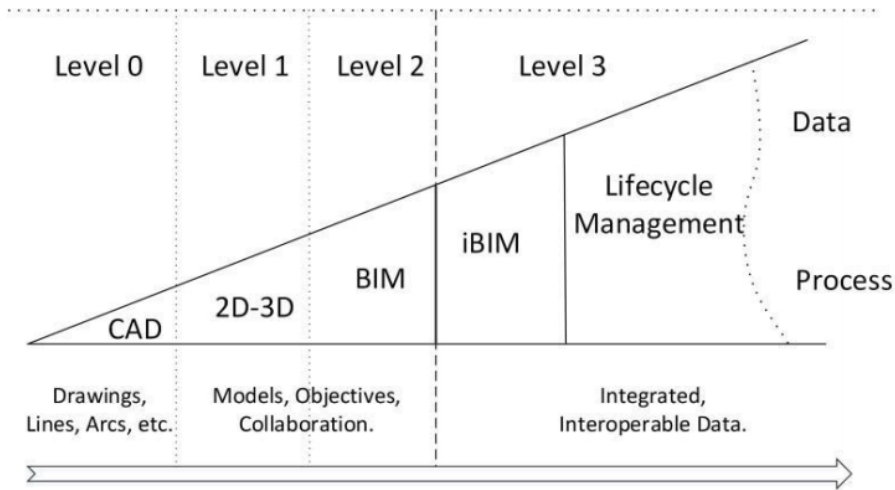 Level 0
Level 1
Level 2
Level 3
Data
Lifecycle
Management
iBIM
BIM
Process
2D-3D
CAD
Drawings,
Lines, Arcs, etc.
Models, Objectives,
Collaboration.
Integrated,
Interoperable Data.